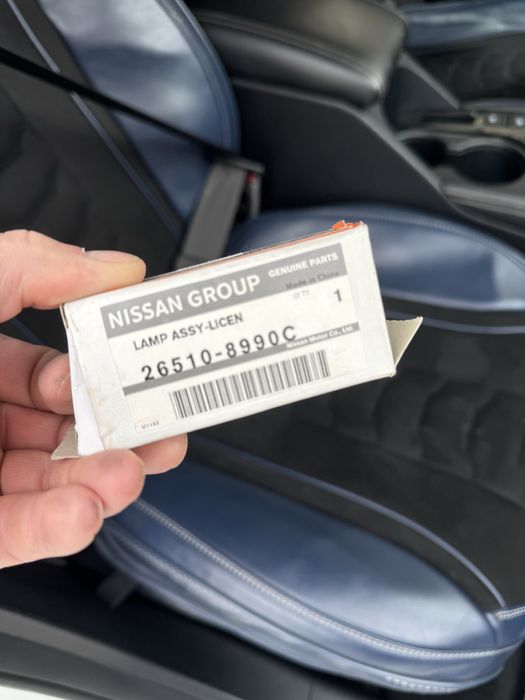 NISSAN GROUP GENUINE PARTS
Made in China
LAMP ASSY-LICEN QTY 1
26510-8990C
Nissan Motor Co., Ltd.